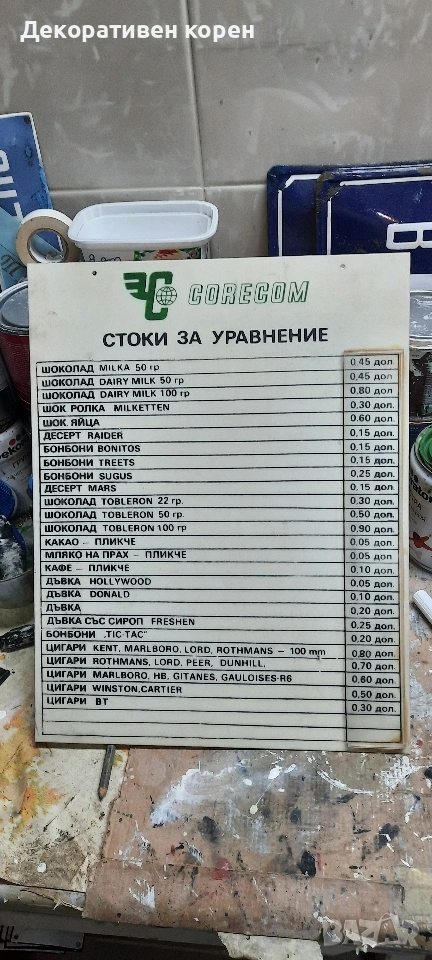 Декоративен корен
CORECOM
СТОКИ ЗА УРАВНЕНИЕ
ШОКОЛАД MILKA 50 гр 0,45 дол
ШОКОЛАД DAIRY MILK 50 гр 0,45 дол.
ШОКОЛАД DAIRY MILK 100 гр 0,80 дол
ШОК РОЛКА MILKETTEN 0,30 дол.
ШОК. ЯЙЦА 0,60 дол.
ДЕСЕРТ RAIDER 0,15 дол.
БОНБОНИ BONITOS 0,15 дол.
БОНБОНИ TREETS 0,15 дол.
БОНБОНИ SUGUS 0,25 дол.
ДЕСЕРТ MARS 0,15 дол.
ШОКОЛАД TOBLERON 22 гр. 0,30 дол.
ШОКОЛАД TOBLERON 50 гр. 0,50 дол.
ШОКОЛАД TOBLERON 100 гр 0,90 дол.
КАКАО – ПЛИКЧЕ 0,05 дол.
МЛЯКО НА ПРАХ – ПЛИКЧЕ 0,05 дол
КАФЕ – ПЛИКЧЕ 0,10 дол.
ДЪВКА HOLLYWOOD 0,05 дол.
ДЪВКА DONALD 0,10 дол.
ДЪВКА 0,20 дол.
ДЪВКА СЪС СИРОП FRESHEN 0,25 дол.
БОНБОНИ „TIC-TAC" 0,20 дол.
ЦИГАРИ KENT, MARLBORO, LORD, ROTHMANS – 100 mm 0,80 дол.
ЦИГАРИ ROTHMANS, LORD, PEER, DUNHILL, 0,70 дол.
ЦИГАРИ MARLBORO, HB, GITANES, GAULOISES-R6 0,60 дол.
ЦИГАРИ WINSTON,CARTIER 0,50 дол.
ЦИГАРИ BT 0,30 дол.
BAZAR